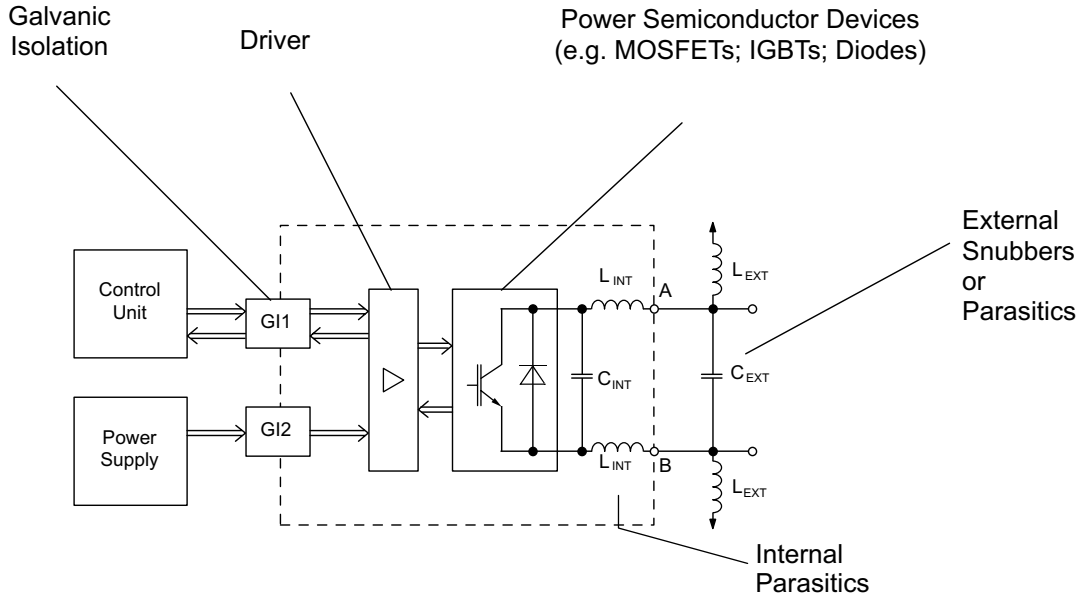 Galvanic
Isolation
Driver
Power Semiconductor Devices
(e.g. MOSFETs; IGBTs; Diodes)
External
Snubbers
or
Parasitics
Control
Unit
GI1
L INT
A
L EXT
C INT
C EXT
Power
Supply
GI2
L INT
B
L EXT
Internal
Parasitics